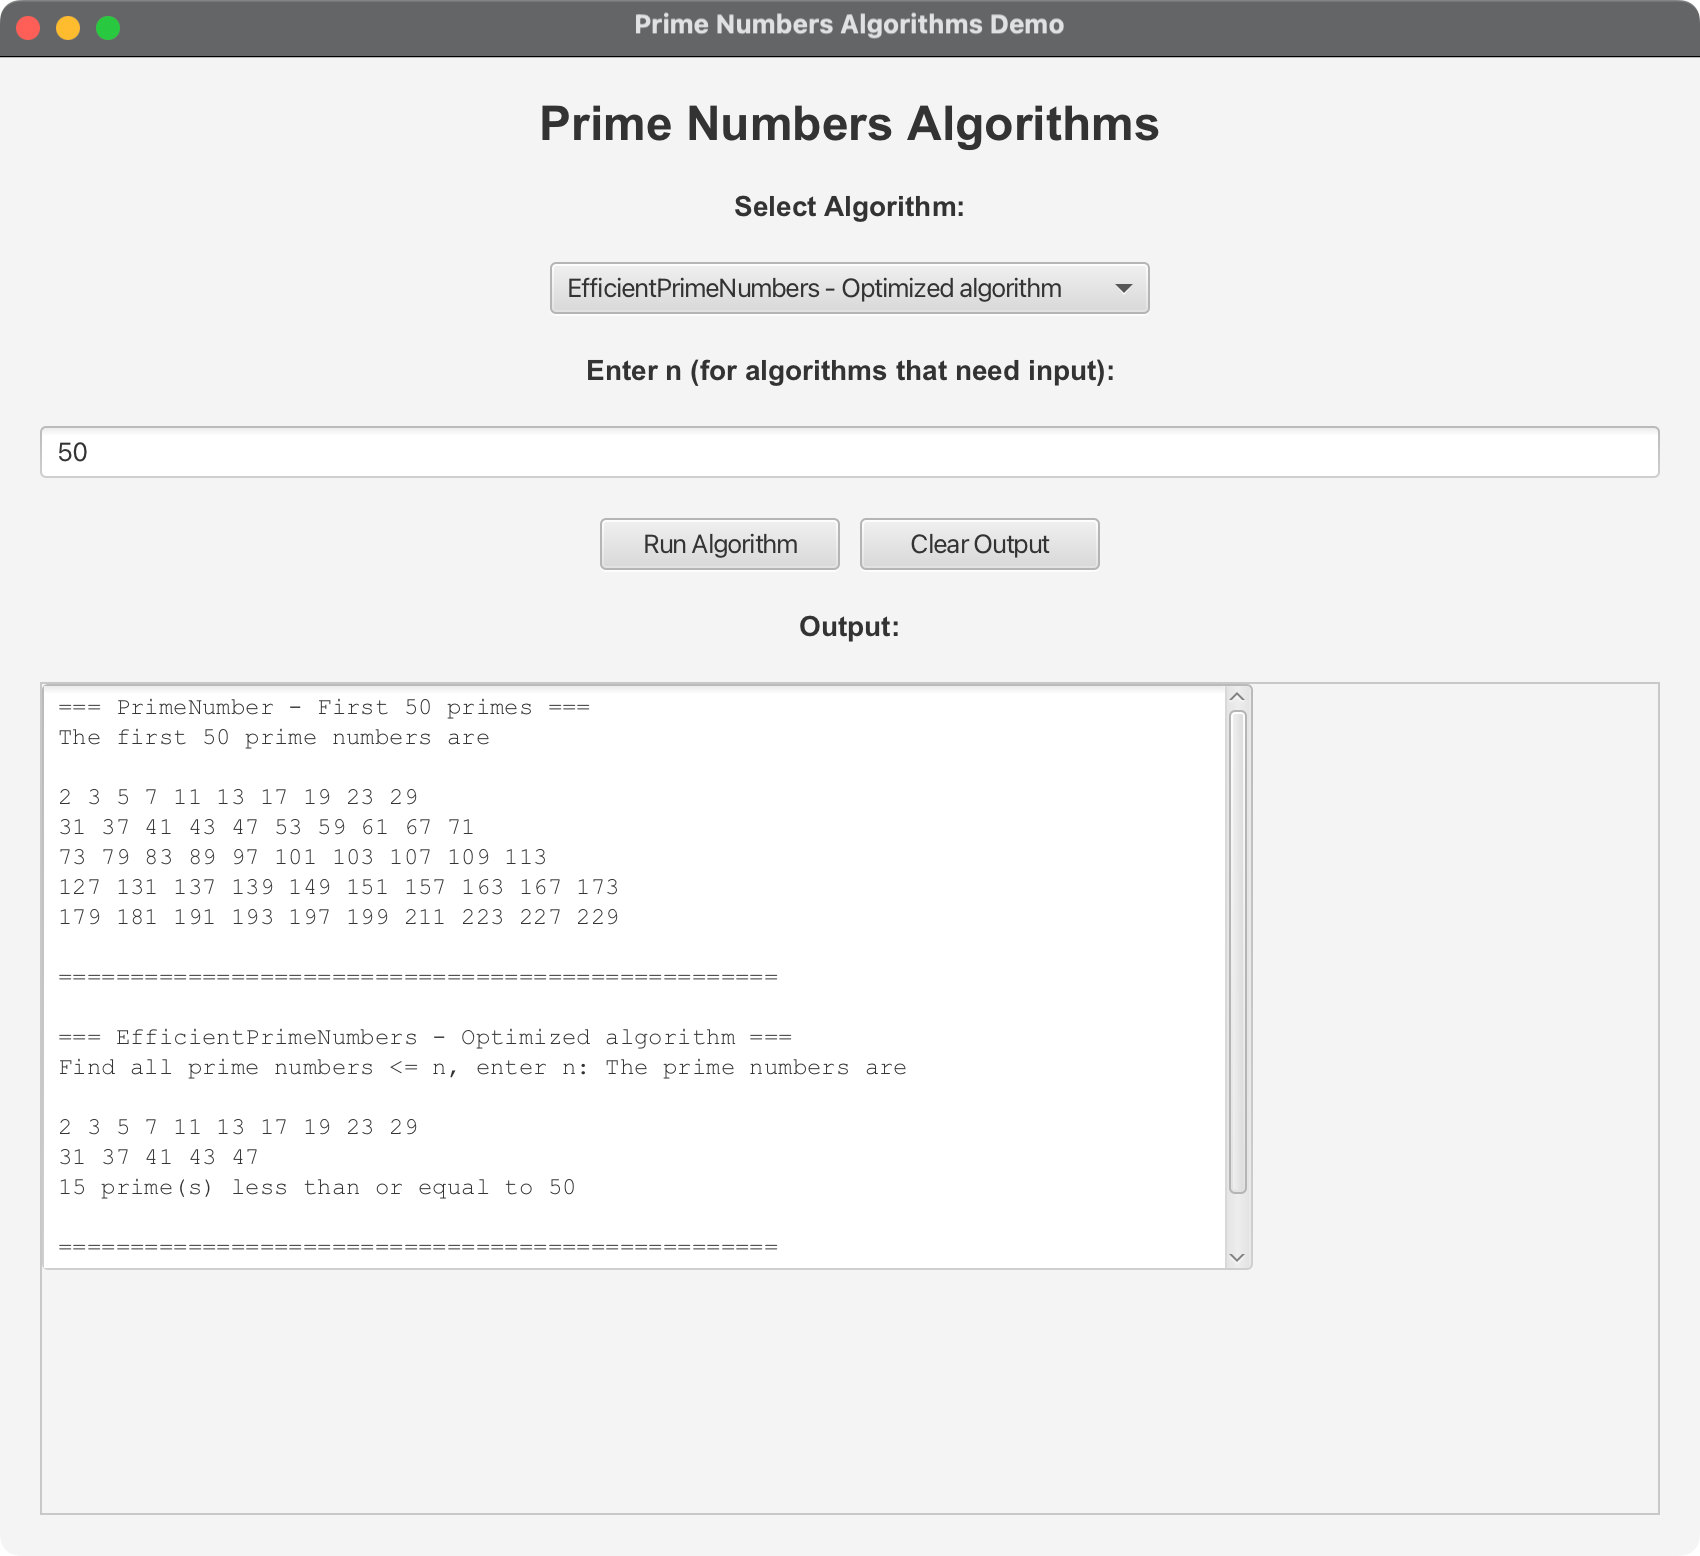 Prime Numbers Algorithms Demo
Prime Numbers Algorithms
Select Algorithm:
EfficientPrimeNumbers - Optimized algorithm
Enter n (for algorithms that need input):
50
Run Algorithm Clear Output
Output:
=== PrimeNumber - First 50 primes ===
The first 50 prime numbers are
2 3 5 7 11 13 17 19 23 29
31 37 41 43 47 53 59 61 67 71
73 79 83 89 97 101 103 107 109 113
127 131 137 139 149 151 157 163 167 173
179 181 191 193 197 199 211 223 227 229
==================================================
=== EfficientPrimeNumbers - Optimized algorithm ===
Find all prime numbers <= n, enter n: The prime numbers are
2 3 5 7 11 13 17 19 23 29
31 37 41 43 47
15 prime(s) less than or equal to 50
==================================================